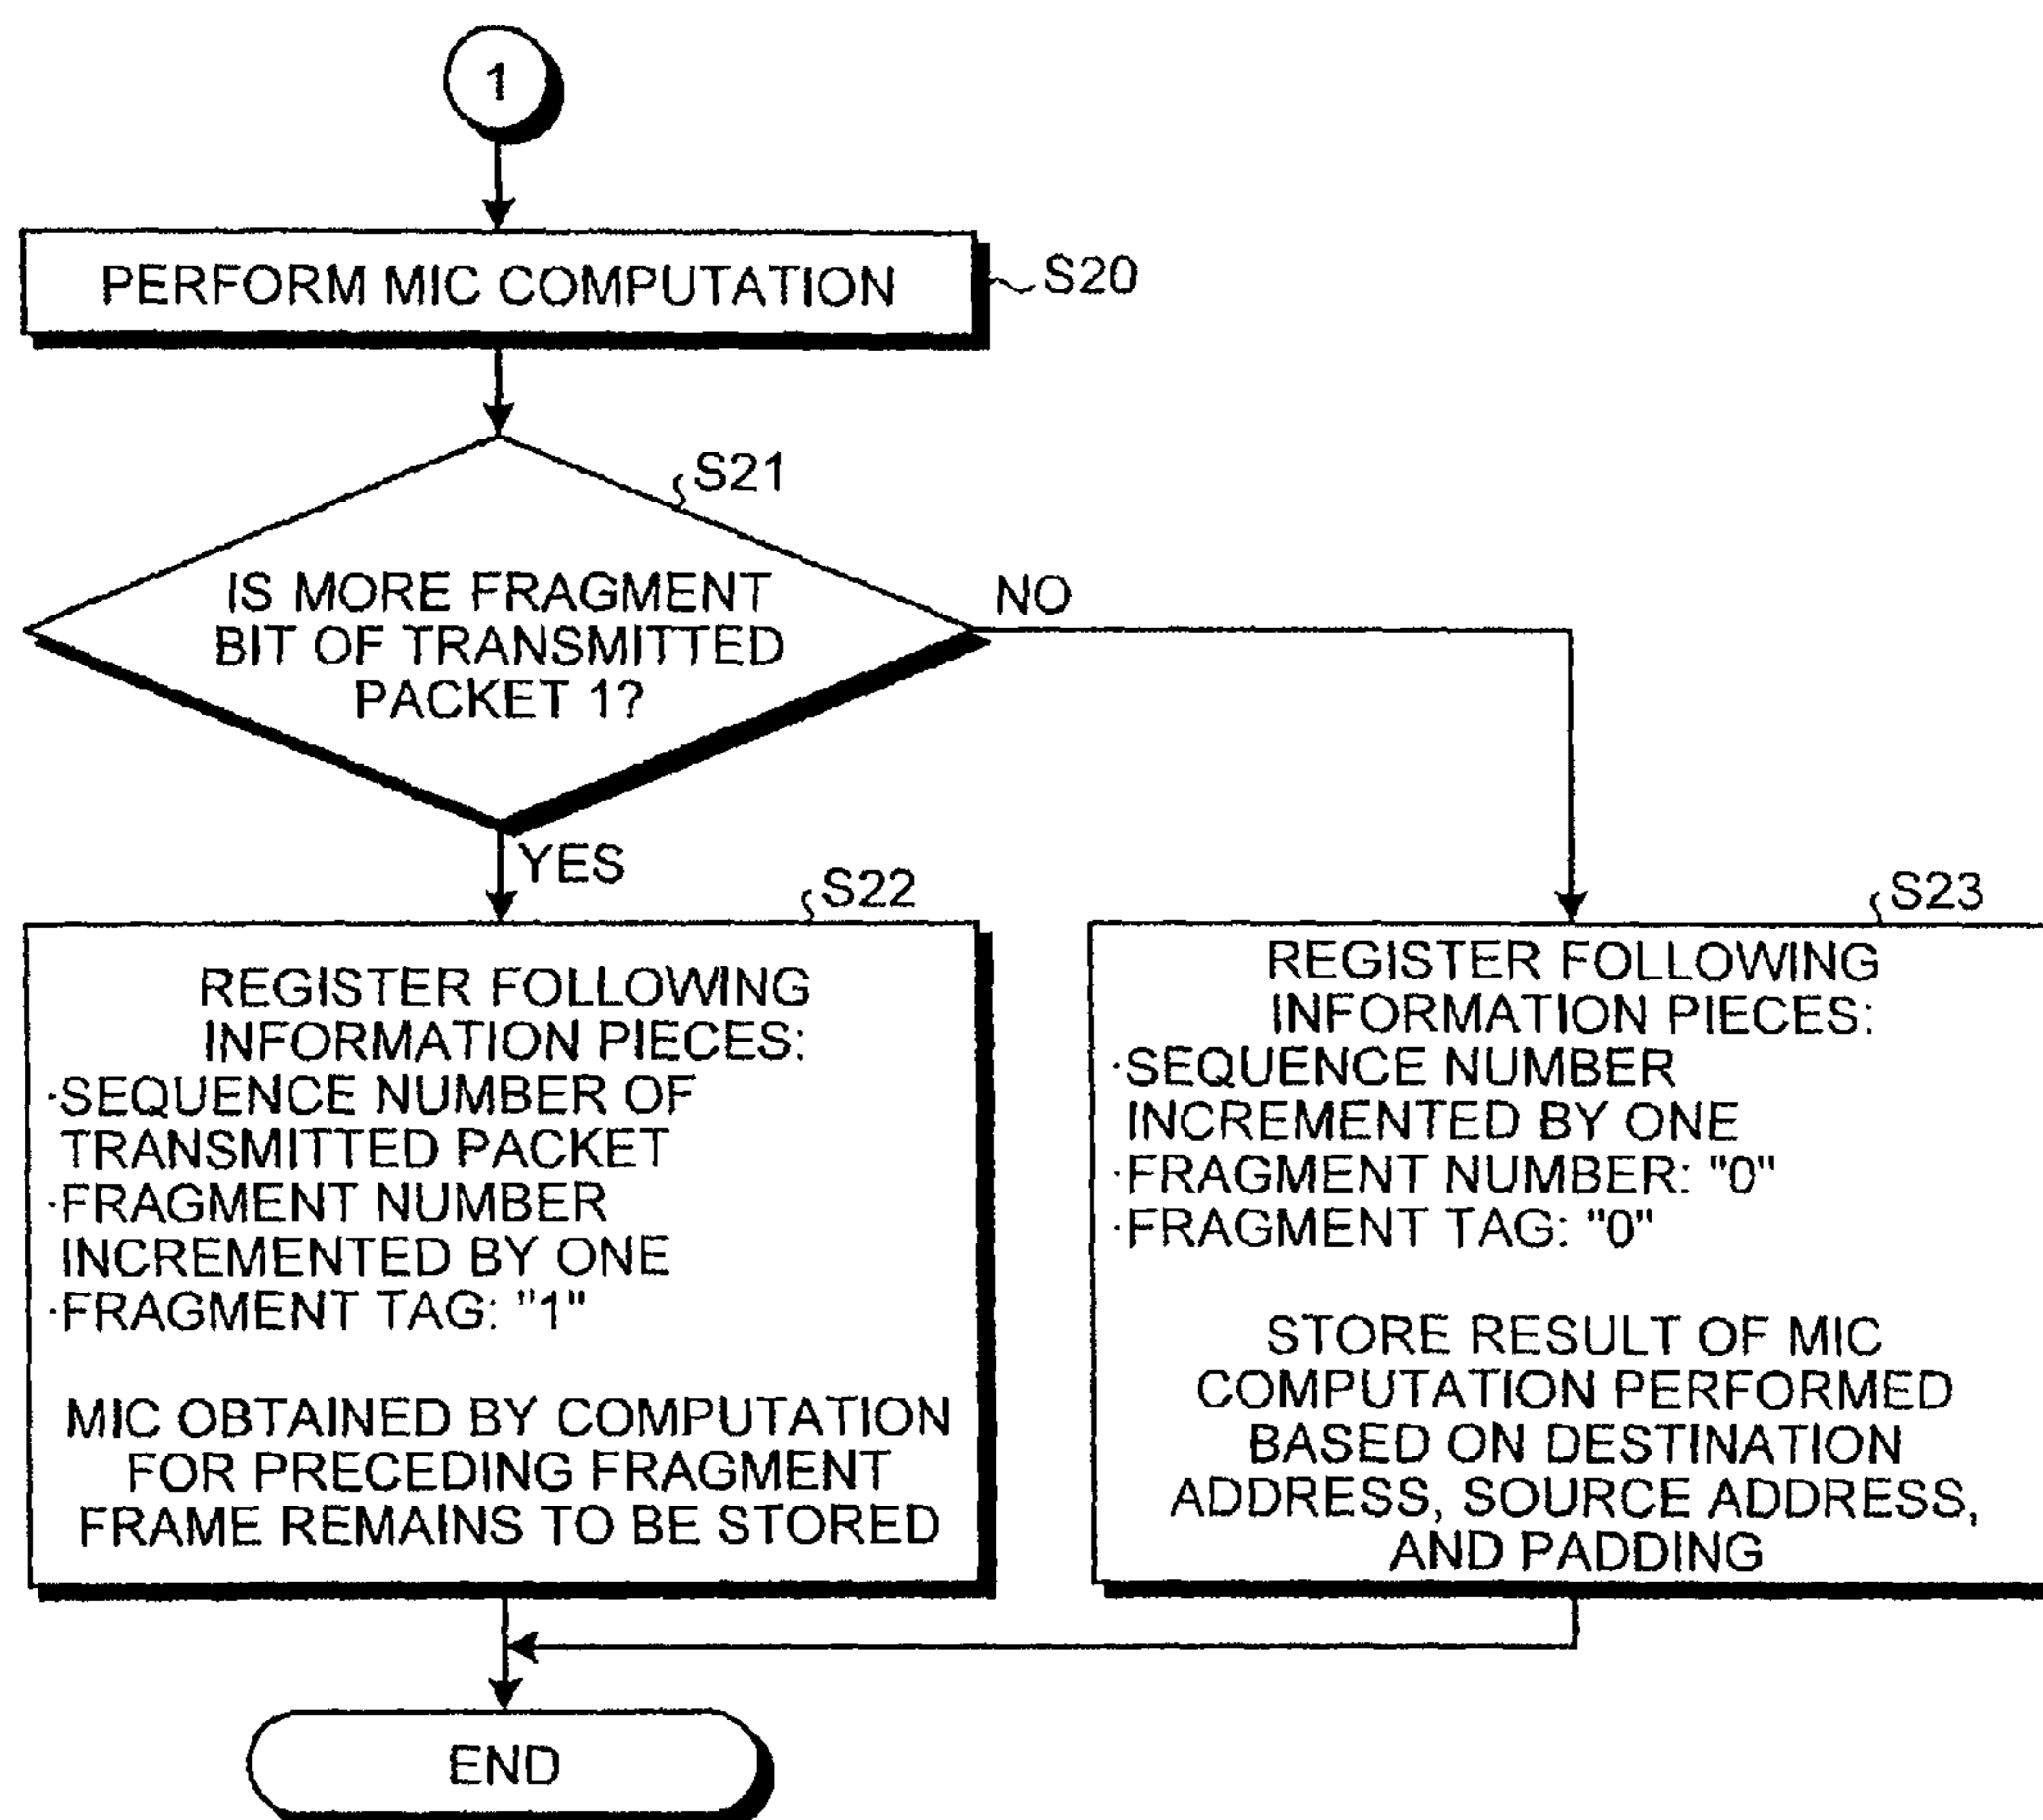 1
PERFORM MIC COMPUTATION
S20
S21
IS MORE FRAGMENT
BIT OF TRANSMITTED
PACKET 1?
NO
YES
S22
REGISTER FOLLOWING
INFORMATION PIECES:
·SEQUENCE NUMBER OF
TRANSMITTED PACKET
·FRAGMENT NUMBER
INCREMENTED BY ONE
·FRAGMENT TAG: "1"
MIC OBTAINED BY COMPUTATION
FOR PRECEDING FRAGMENT
FRAME REMAINS TO BE STORED
S23
REGISTER FOLLOWING
INFORMATION PIECES:
·SEQUENCE NUMBER
INCREMENTED BY ONE
·FRAGMENT NUMBER: "0"
·FRAGMENT TAG: "0"
STORE RESULT OF MIC
COMPUTATION PERFORMED
BASED ON DESTINATION
ADDRESS, SOURCE ADDRESS,
AND PADDING
END